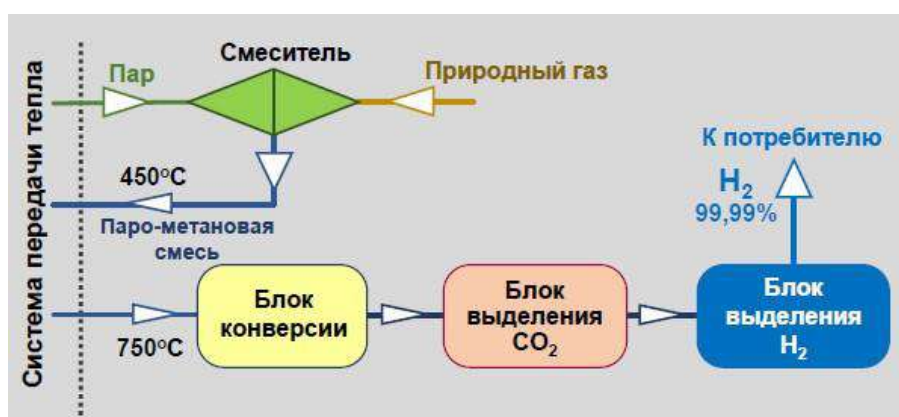 Система передачи тепла
Смеситель
Пар
Природный газ
450°C
Паро-метановая
смесь
К потребителю
H₂
99,99%
750°C
Блок
конверсии
Блок
выделения
CO₂
Блок
выделения
H₂